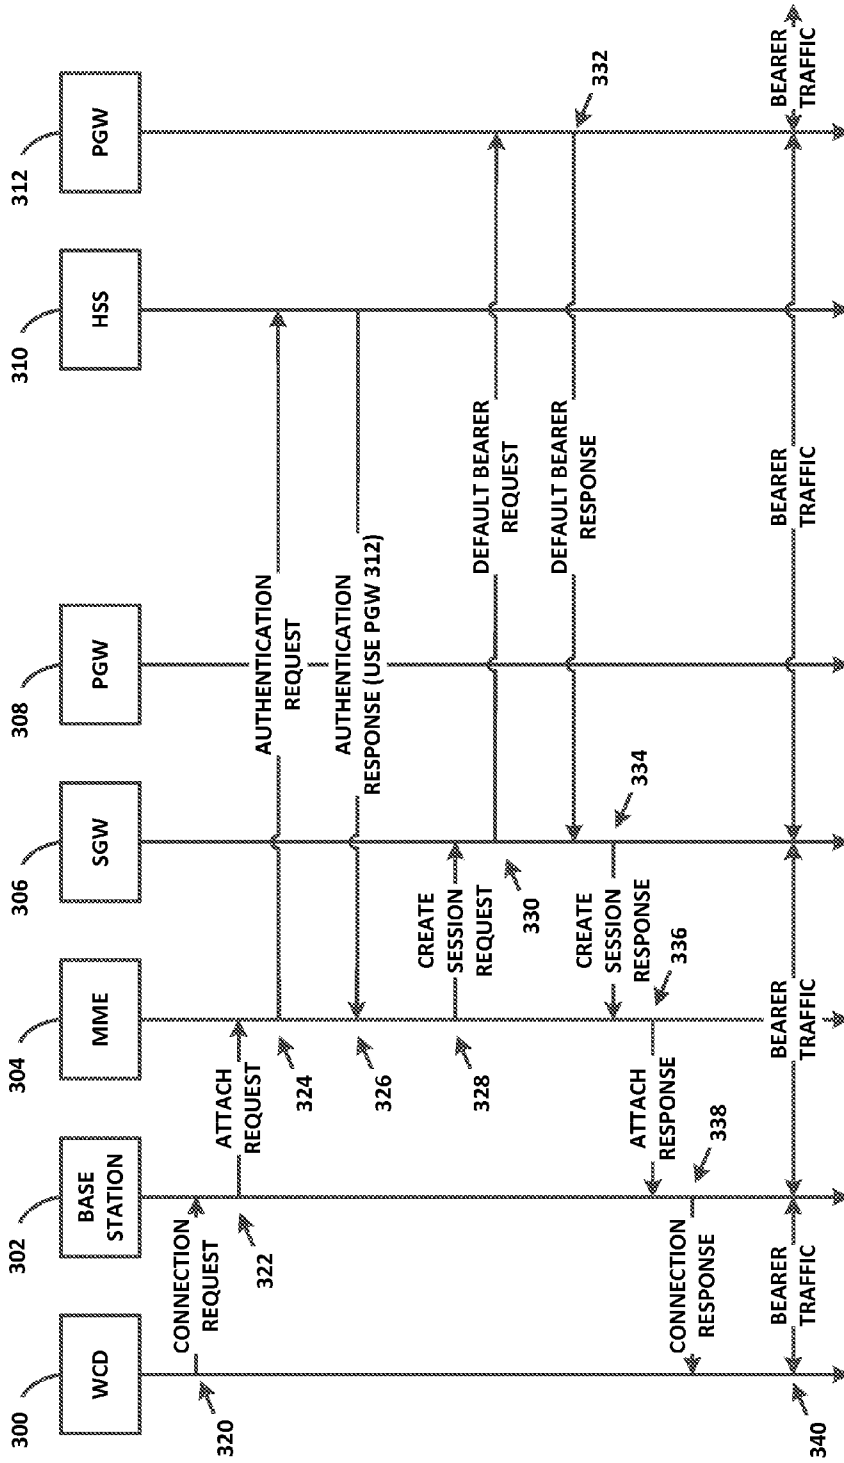 300
302
304
306
308
310
312
WCD
BASE
STATION
MME
SGW
PGW
HSS
PGW
CONNECTION
REQUEST
320
ATTACH
REQUEST
322
AUTHENTICATION
REQUEST
324
AUTHENTICATION
RESPONSE (USE PGW 312)
326
CREATE
SESSION
REQUEST
328
DEFAULT BEARER
REQUEST
330
DEFAULT BEARER
RESPONSE
332
CREATE
SESSION
RESPONSE
334
ATTACH
RESPONSE
336
CONNECTION
RESPONSE
338
BEARER
TRAFFIC
BEARER
TRAFFIC
BEARER
TRAFFIC
BEARER
TRAFFIC
340